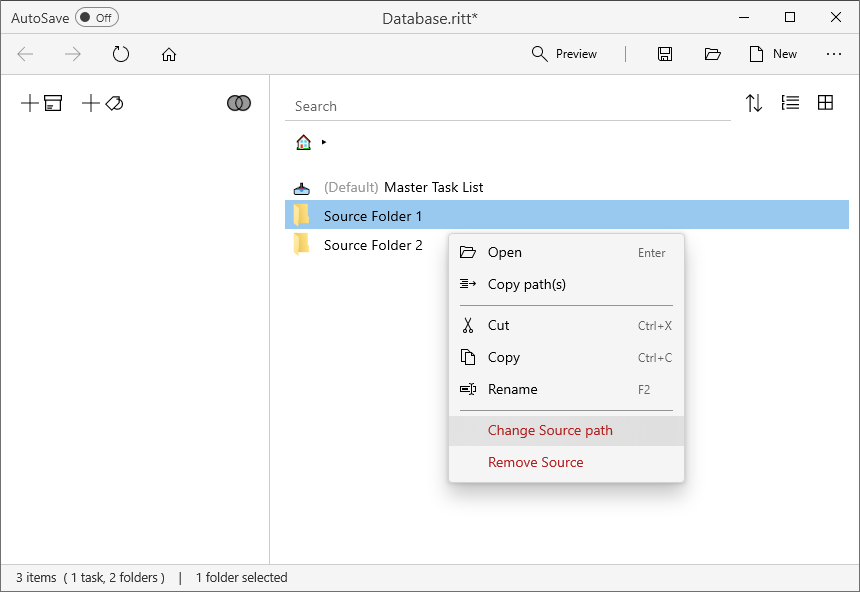 AutoSave Off Database.ritt*
Preview | New ...
Search
(Default) Master Task List
Source Folder 1
Source Folder 2
Open Enter
Copy path(s)
Cut Ctrl+X
Copy Ctrl+C
Rename F2
Change Source path
Remove Source
3 items ( 1 task, 2 folders ) | 1 folder selected